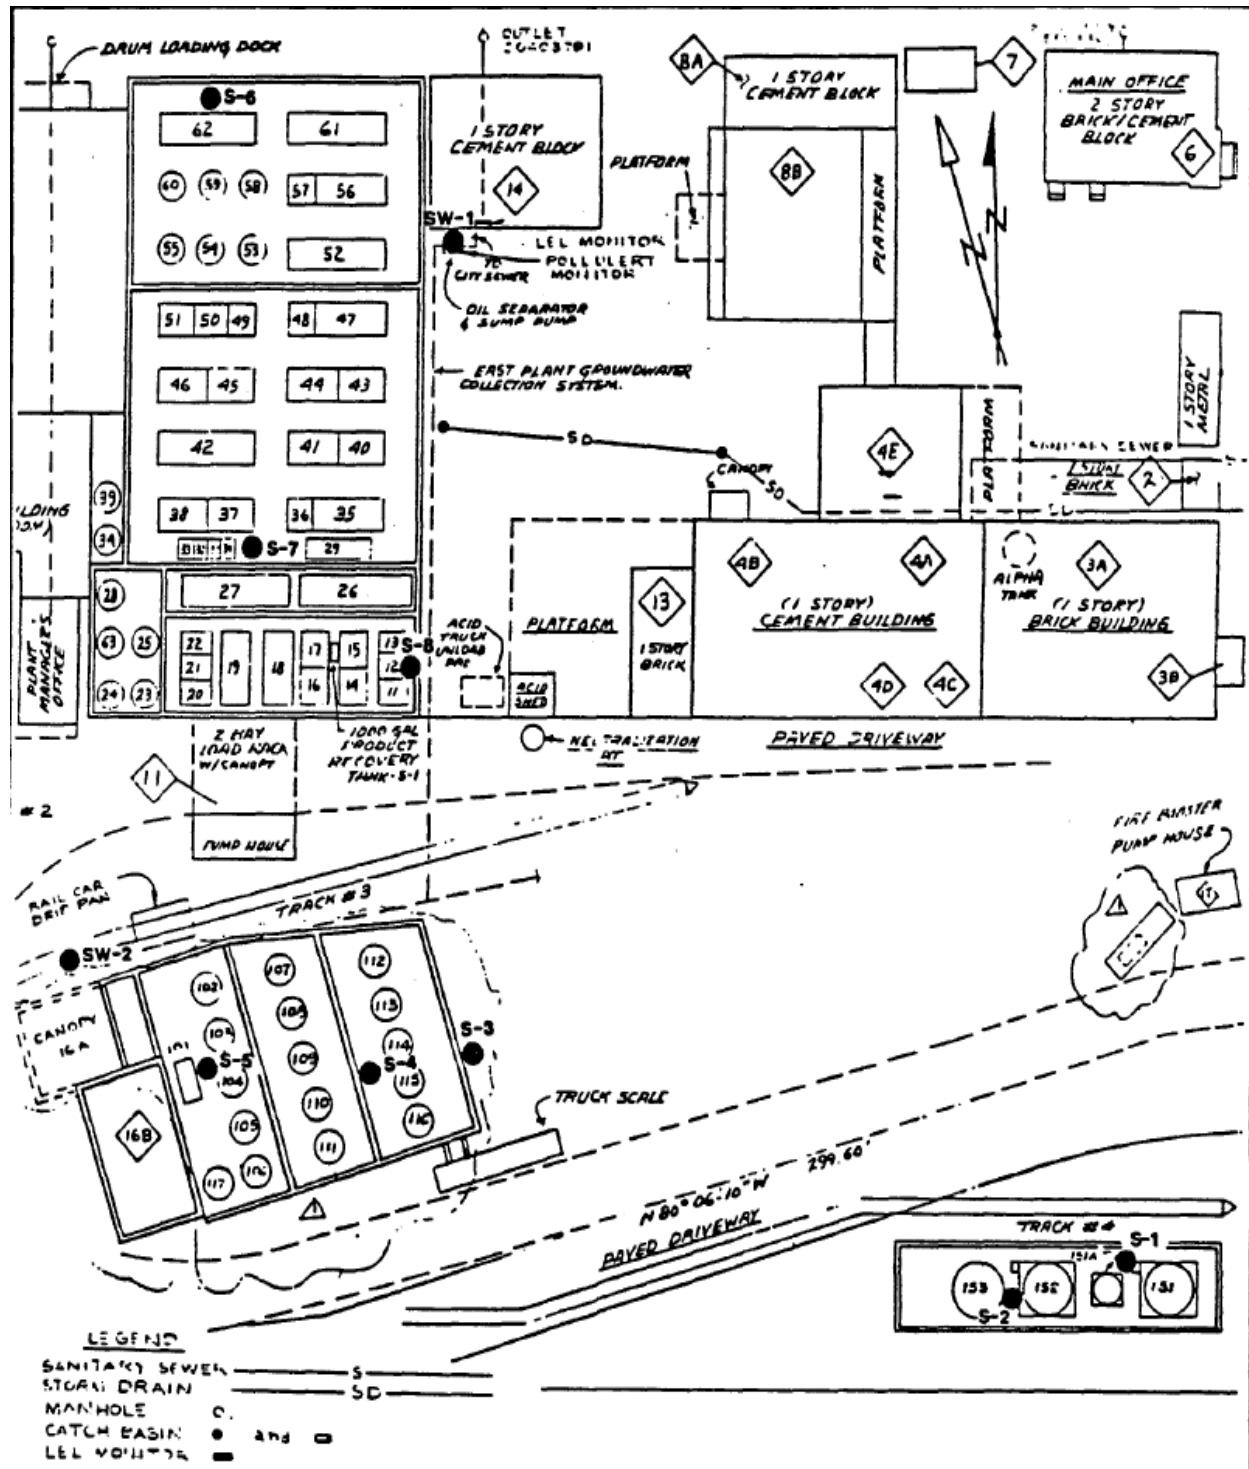 DRUM LOADING DOCK
OUTLET
S-6
62
61
60
59
58
57
56
55
54
53
52
1 STORY
CEMENT BLOCK
14
SW-1
LEL MONITOR
POLLULERT
MONITOR
TO
CITY SEWER
OIL SEPARATOR
& SUMP PUMP
EAST PLANT GROUNDWATER
COLLECTION SYSTEM.
8A
1 STORY
CEMENT BLOCK
7
MAIN OFFICE
2 STORY
BRICK/CEMENT
BLOCK
6
PLATFORM
8B
PLATFORM
N
N
1 STORY
METAL
51
50
49
48
47
46
45
44
43
42
41
40
39
38
37
36
35
34
S-7
29
SD
CANOPY
SD
4E
PLATFORM
SANITARY SEWER
1 STORY
BRICK
2
28
27
26
63
25
24
23
22
21
20
19
18
17
16
15
14
13
12
11
S-8
PLANT
MANAGER'S
OFFICE
ACID
TRUCK
UNLOAD
PLATFORM
ACID
SHED
13
1 STORY
BRICK
4B
4A
(1 STORY)
CEMENT BUILDING
4D
4C
ALPHA
TANK
3A
(1 STORY)
BRICK BUILDING
3B
2 BAY
LOAD RACK
W/CANOPY
1000 GAL
PRODUCT
RECOVERY
TANK-S-1
NEUTRALIZATION
PIT
PAVED DRIVEWAY
11
# 2
PUMP HOUSE
FIRE BOOSTER
PUMP HOUSE
17
RAIL CAR
DRIP PAN
TRACK #3
SW-2
CANOPY
16A
101
102
103
S-5
104
105
106
117
107
108
109
110
111
112
113
114
S-4
115
116
S-3
16B
TRUCK SCALE
N 80° 06'-10" W
299.60'
PAVED DRIVEWAY
TRACK #4
151A
S-1
153
152
151
S-2
LEGEND
SANITARY SEWER S
STORM DRAIN SD
MANHOLE
CATCH BASIN and
LEL MONITOR